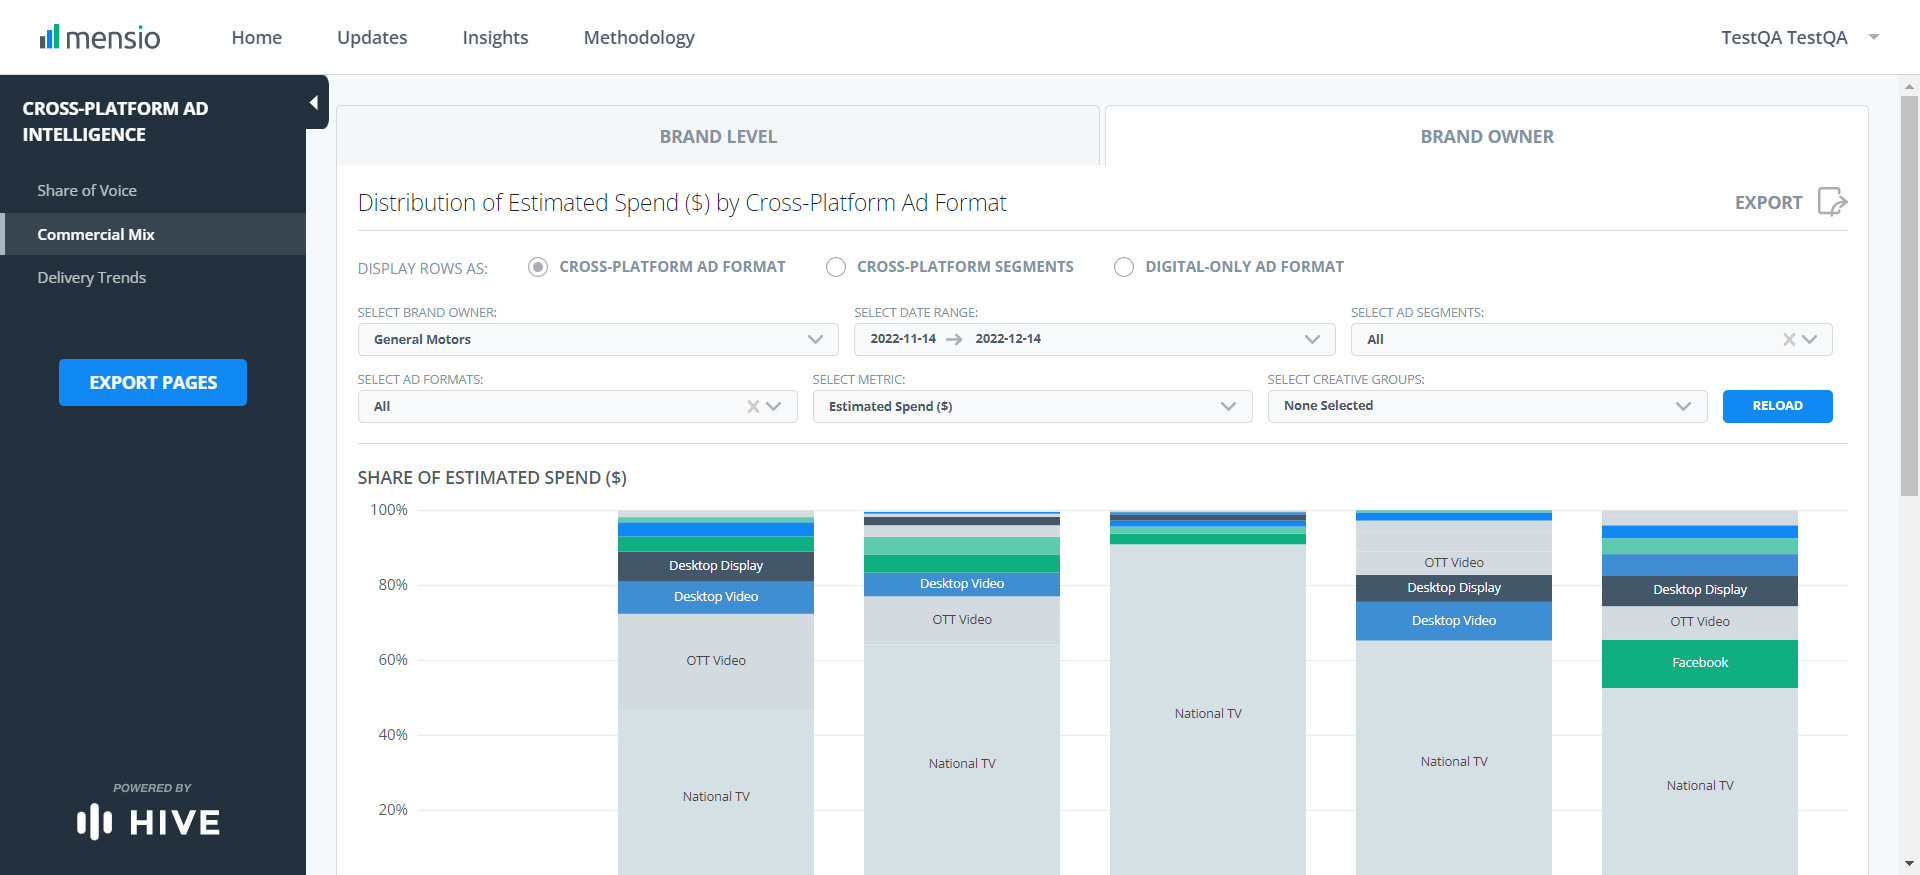 mensio
Home
Updates
Insights
Methodology
TestQA TestQA
CROSS-PLATFORM AD
INTELLIGENCE
Share of Voice
Commercial Mix
Delivery Trends
EXPORT PAGES
POWERED BY
HIVE
BRAND LEVEL
BRAND OWNER
Distribution of Estimated Spend ($) by Cross-Platform Ad Format
EXPORT
DISPLAY ROWS AS:
CROSS-PLATFORM AD FORMAT
CROSS-PLATFORM SEGMENTS
DIGITAL-ONLY AD FORMAT
SELECT BRAND OWNER:
General Motors
SELECT DATE RANGE:
2022-11-14 → 2022-12-14
SELECT AD SEGMENTS:
All
SELECT AD FORMATS:
All
SELECT METRIC:
Estimated Spend ($)
SELECT CREATIVE GROUPS:
None Selected
RELOAD
SHARE OF ESTIMATED SPEND ($)
100%
80%
60%
40%
20%
Desktop Display
Desktop Video
OTT Video
National TV
Desktop Video
OTT Video
National TV
National TV
OTT Video
Desktop Display
Desktop Video
National TV
Desktop Display
OTT Video
Facebook
National TV